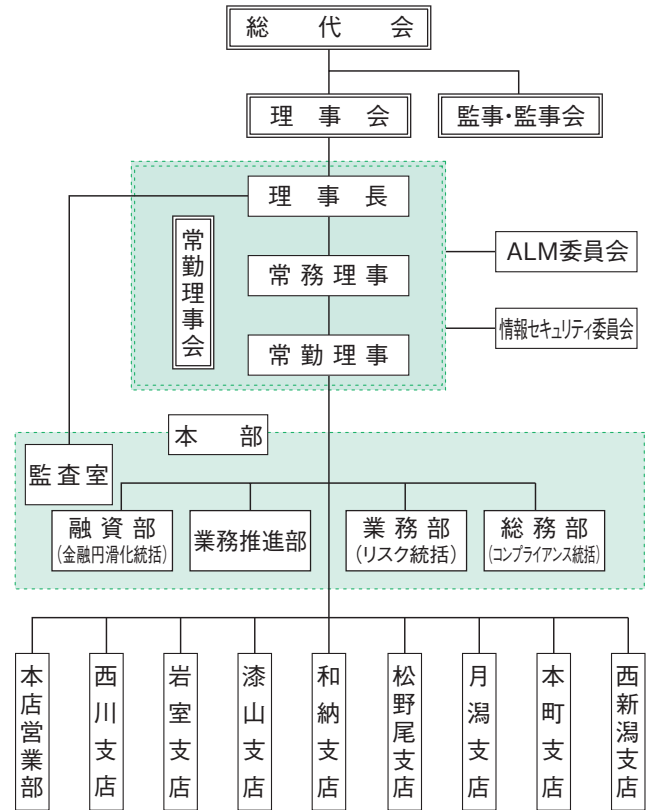 総代会
理事会
監事・監事会
理事長
常勤理事会
常務理事
常勤理事
ALM委員会
情報セキュリティ委員会
本部
監査室
融資部
(金融円滑化統括)
業務推進部
業務部
(リスク統括)
総務部
(コンプライアンス統括)
本店営業部
西川支店
岩室支店
漆山支店
和納支店
松野尾支店
月潟支店
本町支店
西新潟支店